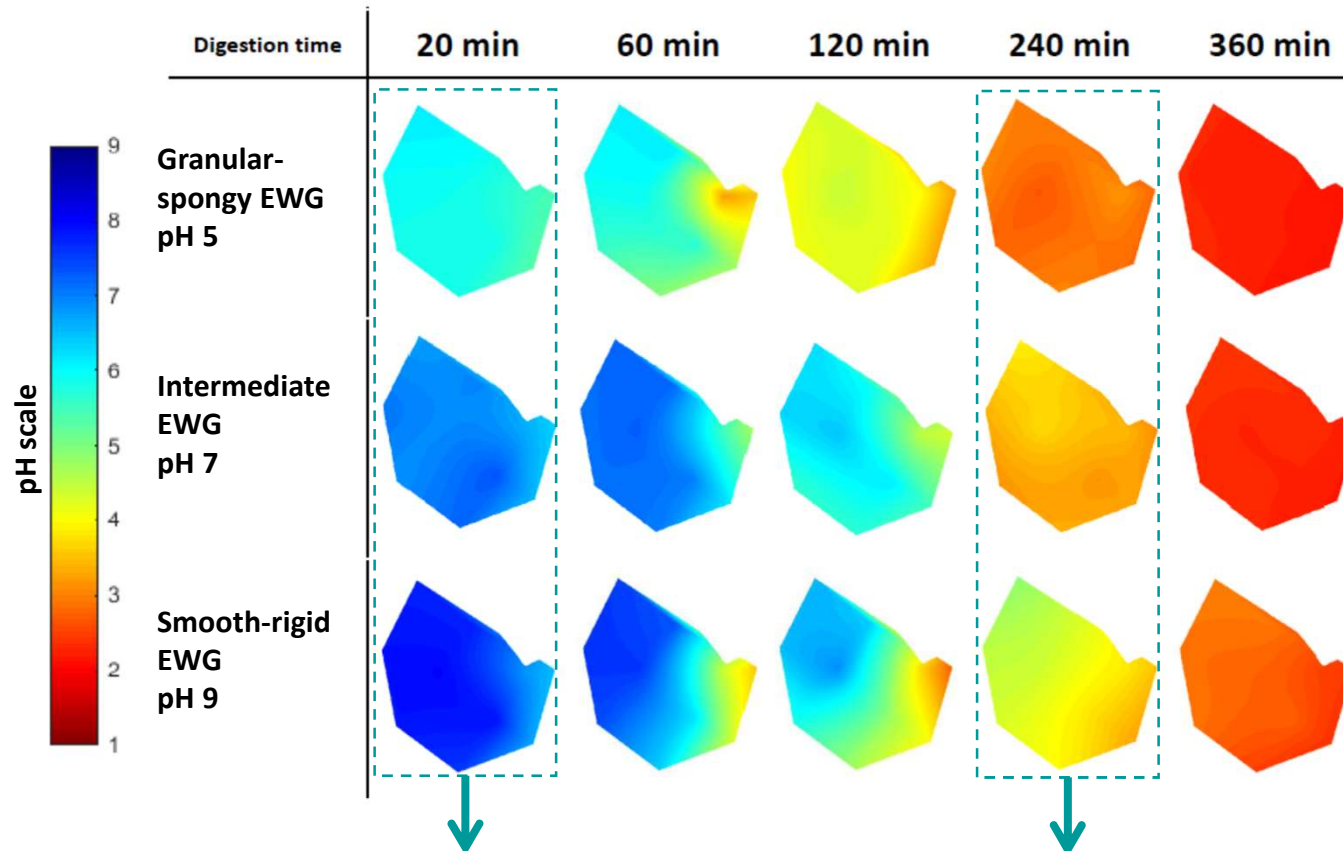 Digestion time 20 min 60 min 120 min 240 min 360 min
pH scale
9
8
7
6
5
4
3
2
1
Granular-
spongy EWG
pH 5
Intermediate
EWG
pH 7
Smooth-rigid
EWG
pH 9